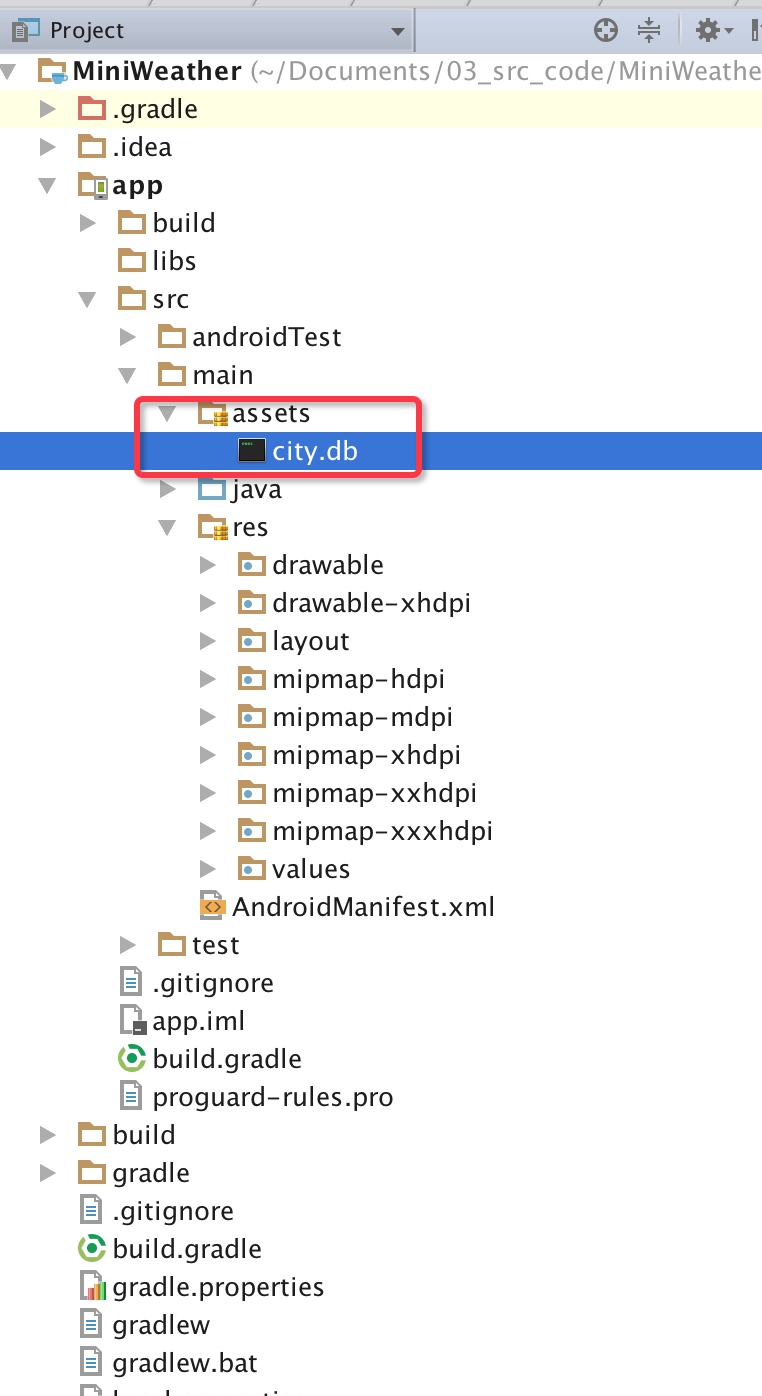 Project
MiniWeather (~/Documents/03_src_code/MiniWeathe
.gradle
.idea
app
build
libs
src
androidTest
main
assets
city.db
java
res
drawable
drawable-xhdpi
layout
mipmap-hdpi
mipmap-mdpi
mipmap-xhdpi
mipmap-xxhdpi
mipmap-xxxhdpi
values
AndroidManifest.xml
test
.gitignore
app.iml
build.gradle
proguard-rules.pro
build
gradle
.gitignore
build.gradle
gradle.properties
gradlew
gradlew.bat